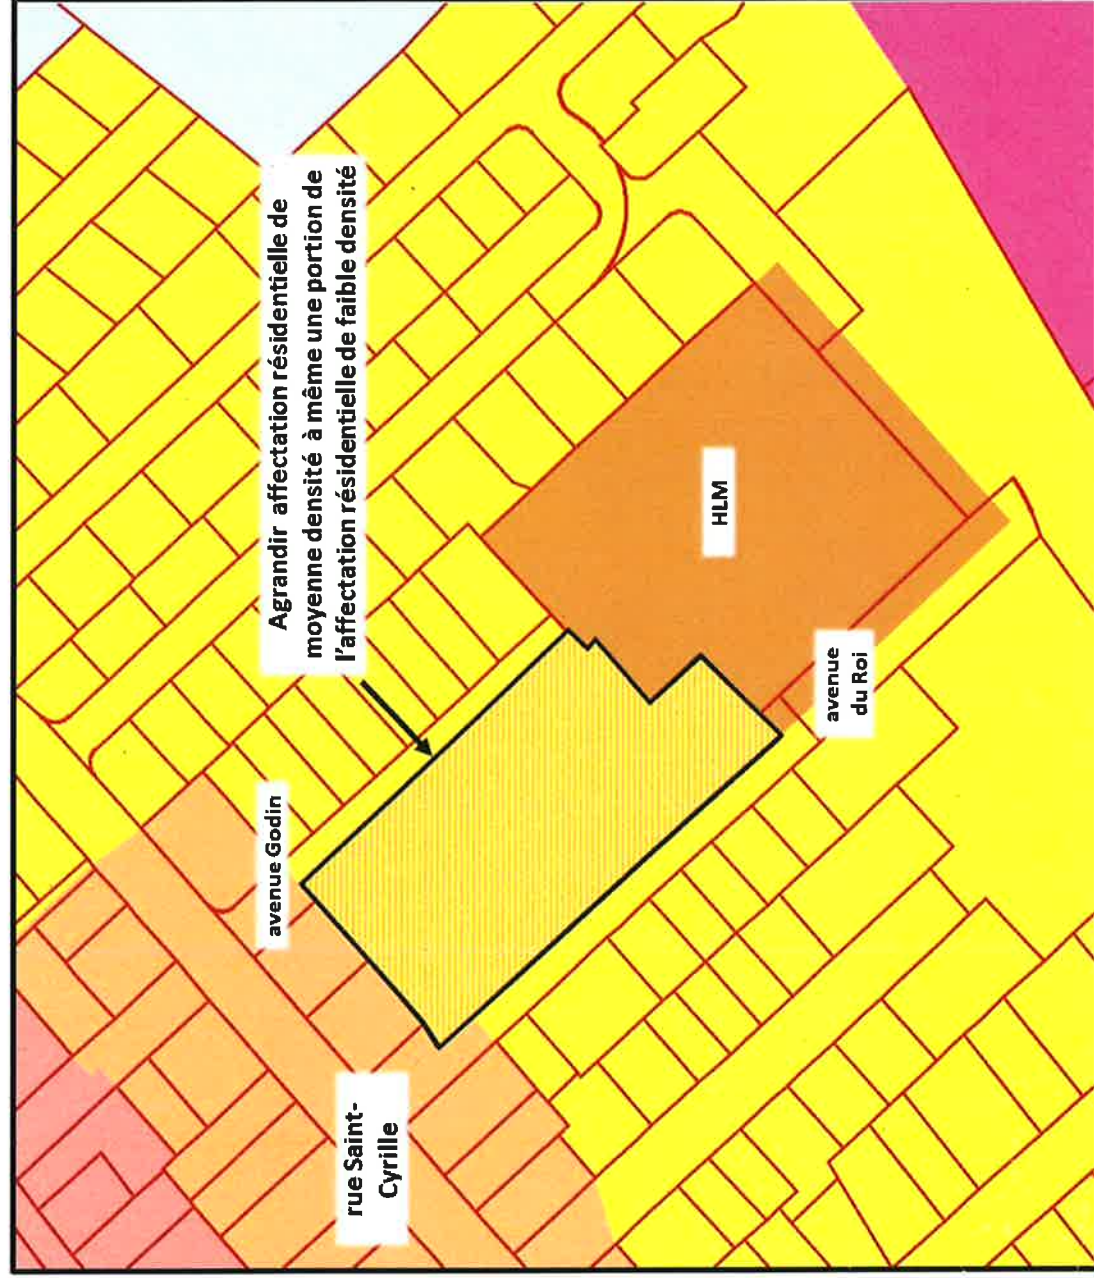 Agrandir affectation résidentielle de
moyenne densité à même une portion de
l'affectation résidentielle de faible densité
avenue Godin
HLM
avenue
du Roi
rue Saint-
Cyrille